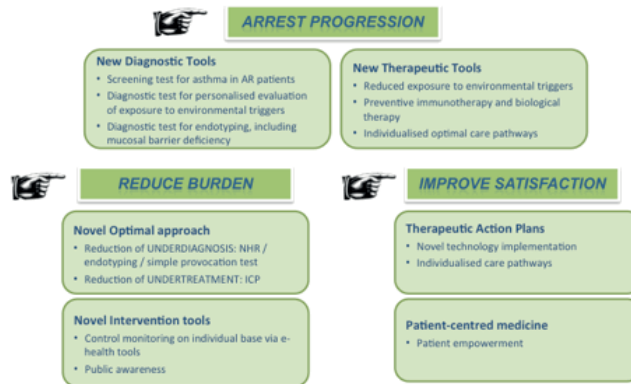 ARREST PROGRESSION
New Diagnostic Tools
• Screening test for asthma in AR patients
• Diagnostic test for personalised evaluation
of exposure to environmental triggers
• Diagnostic test for endotyping, including
mucosal barrier deficiency
New Therapeutic Tools
• Reduced exposure to environmental triggers
• Preventive immunotherapy and biological
therapy
• Individualised optimal care pathways
REDUCE BURDEN
Novel Optimal approach
• Reduction of UNDERDIAGNOSIS: NHR /
endotyping / simple provocation test
• Reduction of UNDERTREATMENT: ICP
Novel Intervention tools
• Control monitoring on individual base via e-
health tools
• Public awareness
IMPROVE SATISFACTION
Therapeutic Action Plans
• Novel technology implementation
• Individualised care pathways
Patient-centred medicine
• Patient empowerment